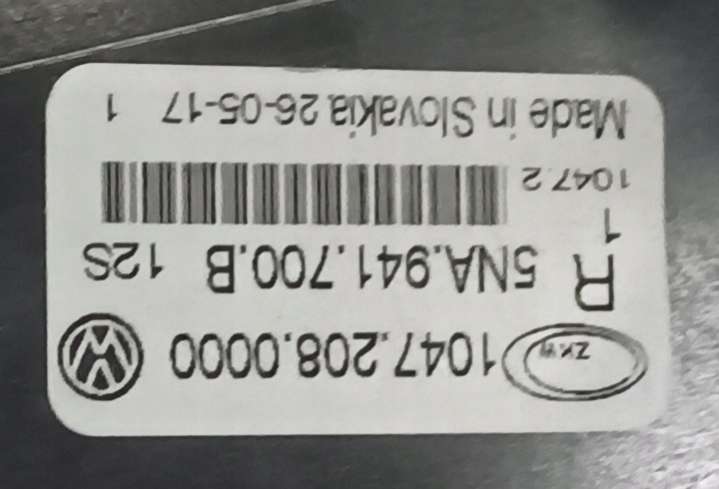 ZKW 1047.208.0000
R 5NA.941.700.B 12S
1
1047.2
Made in Slovakia 26-05-17 1